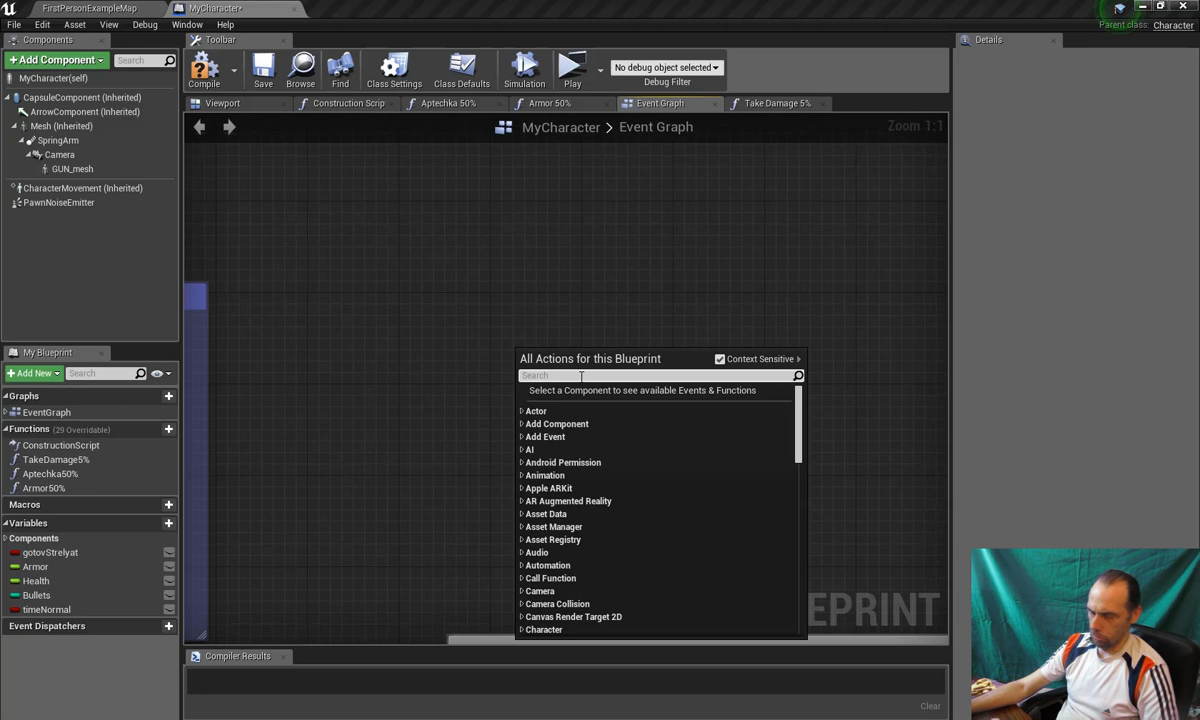 FirstPersonExampleMap
MyCharacter*
File Edit Asset View Debug Window Help
Parent class: Character
Components
Toolbar
Details
+ Add Component
Search
Compile
Save
Browse
Find
Class Settings
Class Defaults
Simulation
Play
No debug object selected
Debug Filter
MyCharacter(self)
CapsuleComponent (Inherited)
ArrowComponent (Inherited)
Mesh (Inherited)
SpringArm
Camera
GUN_mesh
CharacterMovement (Inherited)
PawnNoiseEmitter
Viewport
Construction Scrip
Aptechka 50%
Armor 50%
Event Graph
Take Damage 5%
MyCharacter > Event Graph
Zoom 1:1
My Blueprint
+ Add New
Search
Graphs
EventGraph
Functions (29 Overridable)
ConstructionScript
TakeDamage5%
Aptechka50%
Armor50%
Macros
Variables
Components
gotovStrelyat
Armor
Health
Bullets
timeNormal
Event Dispatchers
All Actions for this Blueprint
Context Sensitive
Search
Select a Component to see available Events & Functions
Actor
Add Component
Add Event
AI
Android Permission
Animation
Apple ARKit
AR Augmented Reality
Asset Data
Asset Manager
Asset Registry
Audio
Automation
Call Function
Camera
Camera Collision
Canvas Render Target 2D
Character
EPRINT
Compiler Results
Clear